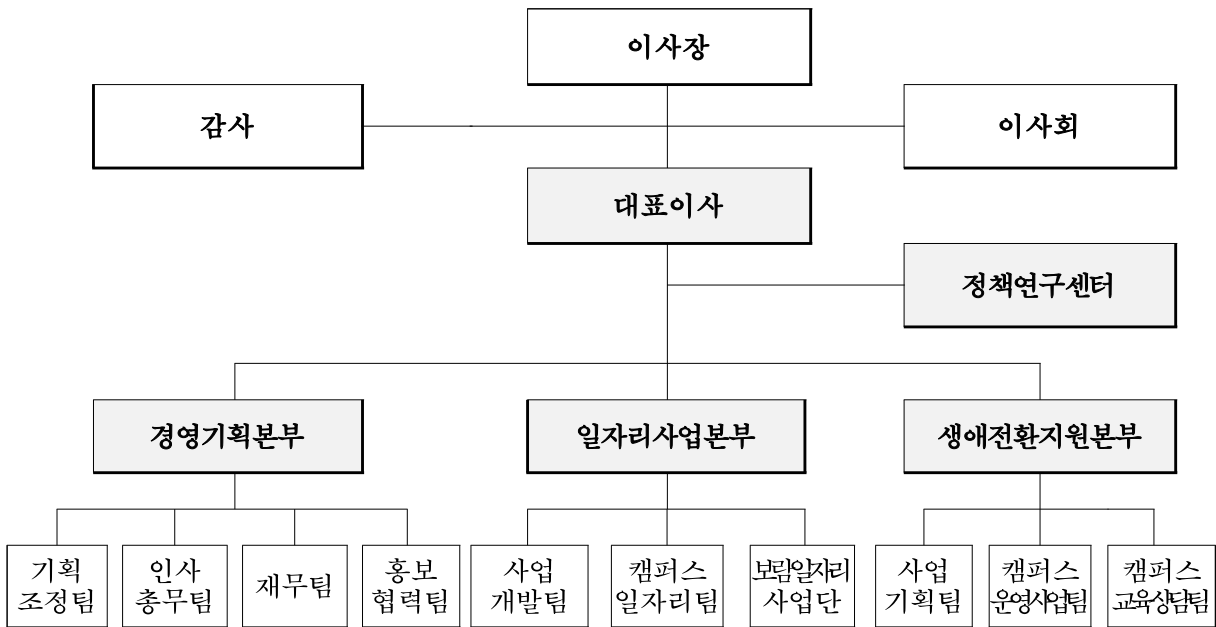 이사장
감사
이사회
대표이사
정책연구센터
경영기획본부
일자리사업본부
생애전환지원본부
기획
조정팀
인사
총무팀
재무팀
홍보
협력팀
사업
개발팀
캠퍼스
일자리팀
보람일자리
사업단
사업
기획팀
캠퍼스
운영사업팀
캠퍼스
교육상담팀